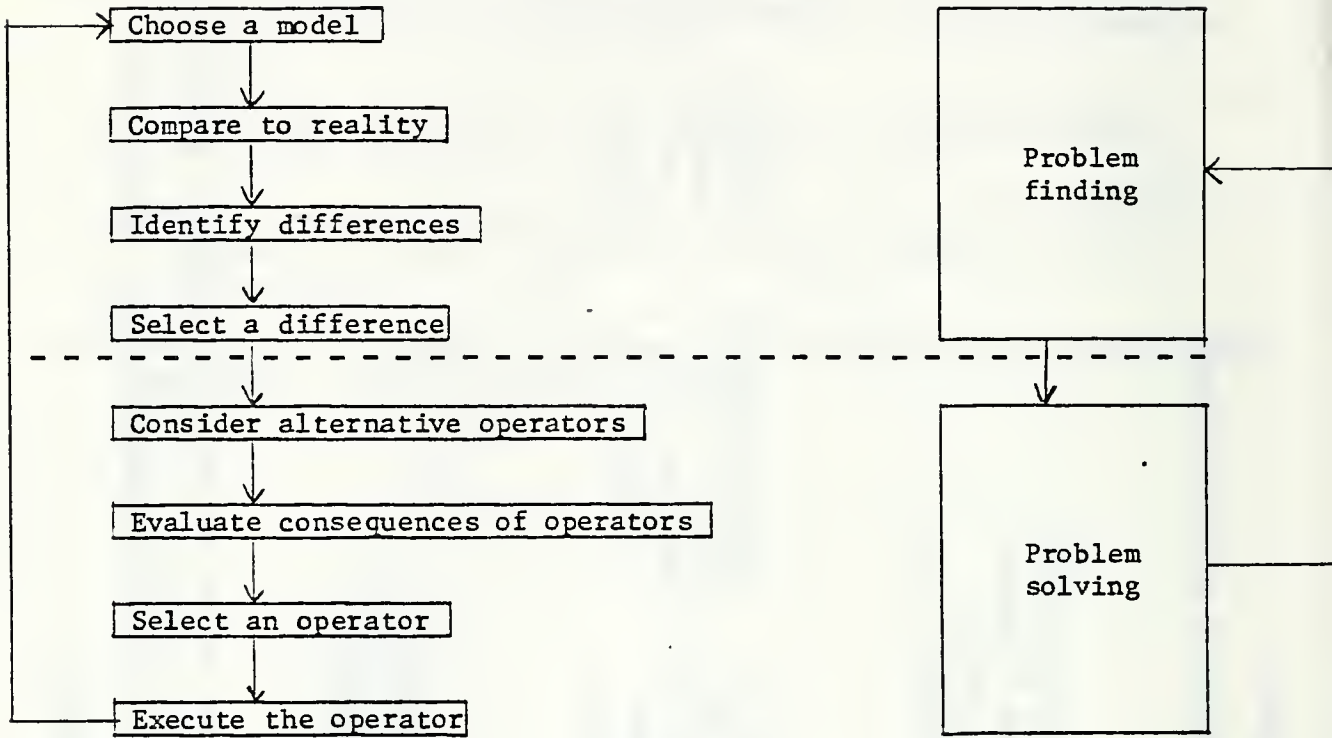 Choose a model
Compare to reality
Identify differences
Select a difference
Consider alternative operators
Evaluate consequences of operators
Select an operator
Execute the operator
Problem
finding
Problem
solving